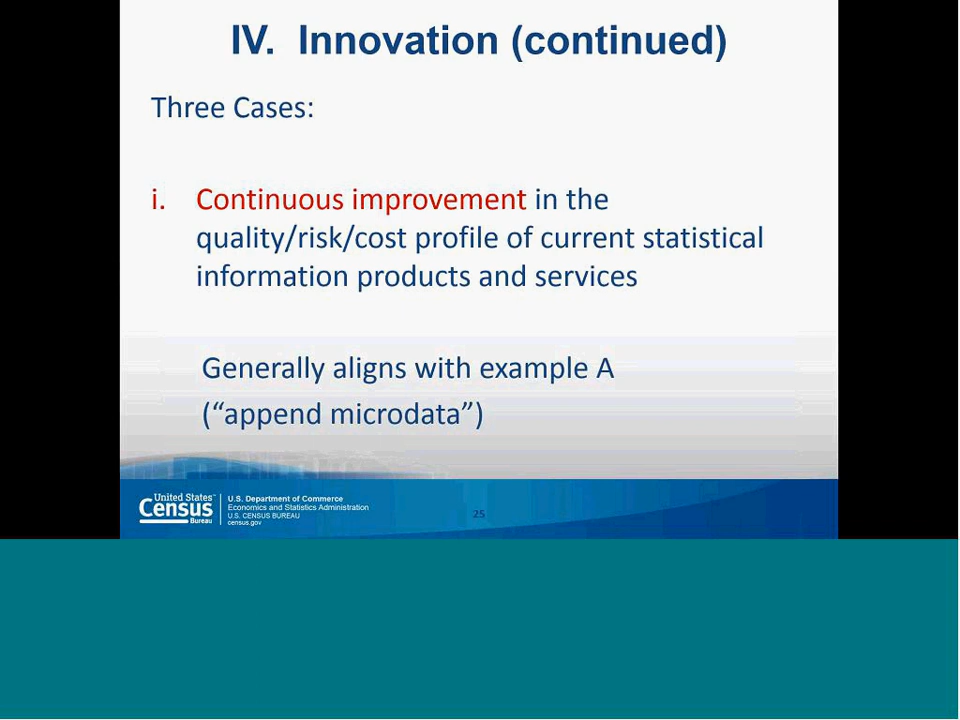 IV. Innovation (continued)
Three Cases:
i. Continuous improvement in the
quality/risk/cost profile of current statistical
information products and services
Generally aligns with example A
(“append microdata”)
United States™
Census
Bureau
U.S. Department of Commerce
Economics and Statistics Administration
U.S. CENSUS BUREAU
census.gov
25